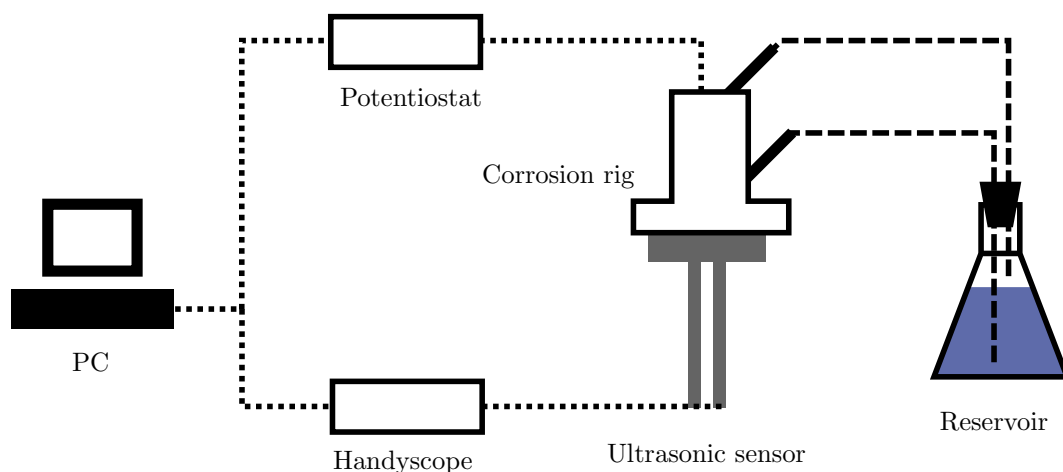 Potentiostat
Corrosion rig
PC
Reservoir
Ultrasonic sensor
Handyscope